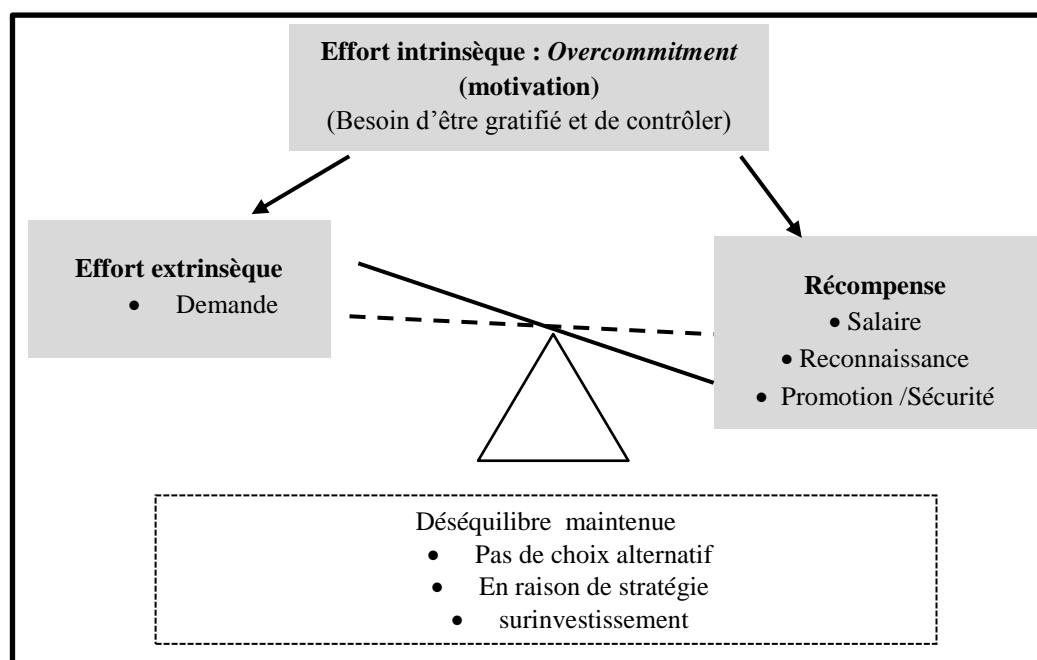 Effort intrinsèque : Overcommitment
(motivation)
(Besoin d’être gratifié et de contrôler)
Effort extrinsèque
• Demande
Récompense
• Salaire
• Reconnaissance
• Promotion /Sécurité
Déséquilibre maintenue
• Pas de choix alternatif
• En raison de stratégie
• surinvestissement